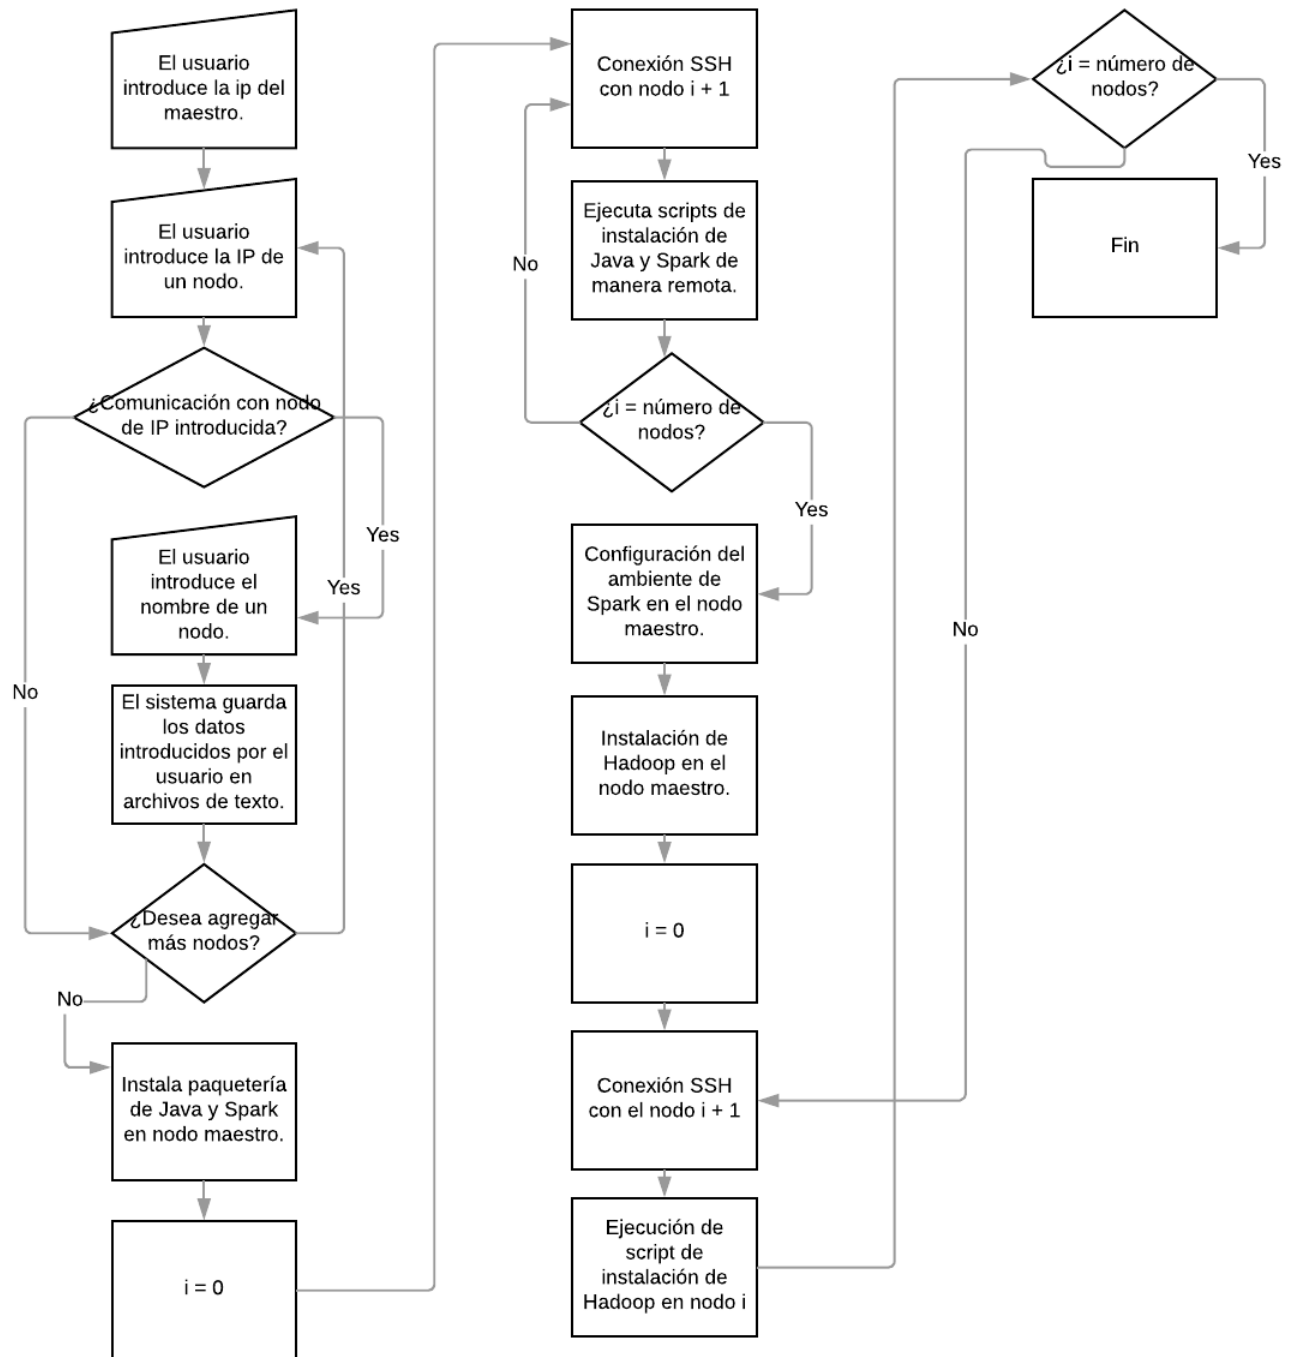 El usuario
introduce la ip del
maestro.
El usuario
introduce la IP de
un nodo.
¿Comunicación con nodo
de IP introducida?
Yes
El usuario
introduce el
nombre de un
nodo.
Yes
No
El sistema guarda
los datos
introducidos por el
usuario en
archivos de texto.
¿Desea agregar
más nodos?
No
Instala paquetería
de Java y Spark
en nodo maestro.
i = 0
Conexión SSH
con nodo i + 1
Ejecuta scripts de
instalación de
Java y Spark de
manera remota.
No
¿i = número de
nodos?
Yes
Configuración del
ambiente de
Spark en el nodo
maestro.
Instalación de
Hadoop en el
nodo maestro.
i = 0
Conexión SSH
con el nodo i + 1
Ejecución de
script de
instalación de
Hadoop en nodo i
¿i = número de
nodos?
Yes
Fin
No